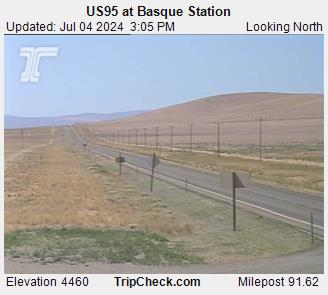 US95 at Basque Station
Updated: Jul 04 2024 3:05 PM Looking North
Elevation 4460 TripCheck.com Milepost 91.62